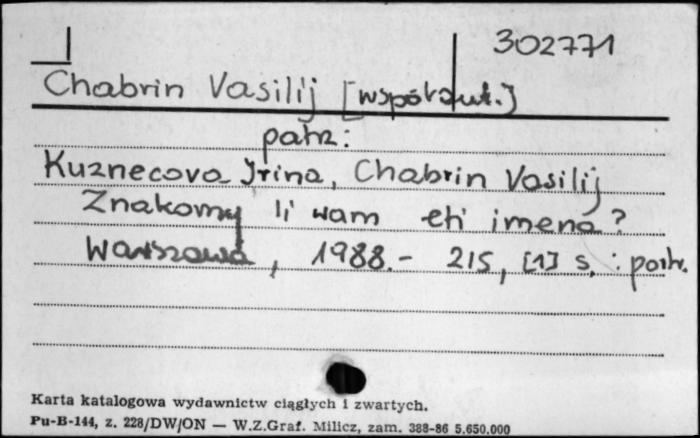 302771
Chabrin Vasilij [współaut.]
patrz:
Kuznecova Irina, Chabrin Vasilij
Znakomy li vam eti imena?
Warszawa, 1988.- 215, [1] s. : portr.
Karta katalogowa wydawnictw ciągłych i zwartych.
Pu-B-144, z. 228/DW/ON — W.Z.Graf. Milicz, zam. 388-86 5.650.000